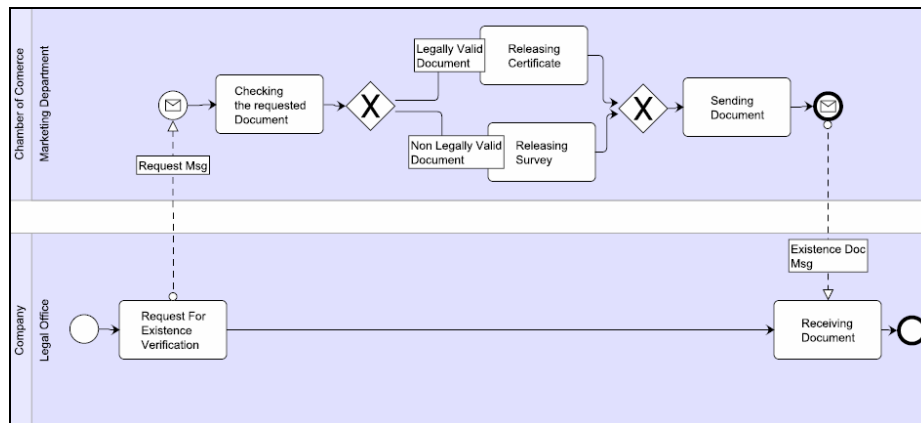 Chamber of Comerce
Marketing Department
Legally Valid
Document
Releasing
Certificate
Checking
the requested
Document
X
X
Sending
Document
Non Legally Valid
Document
Releasing
Survey
Request Msg
Existence Doc
Msg
Company
Legal Office
Request For
Existence
Verification
Receiving
Document